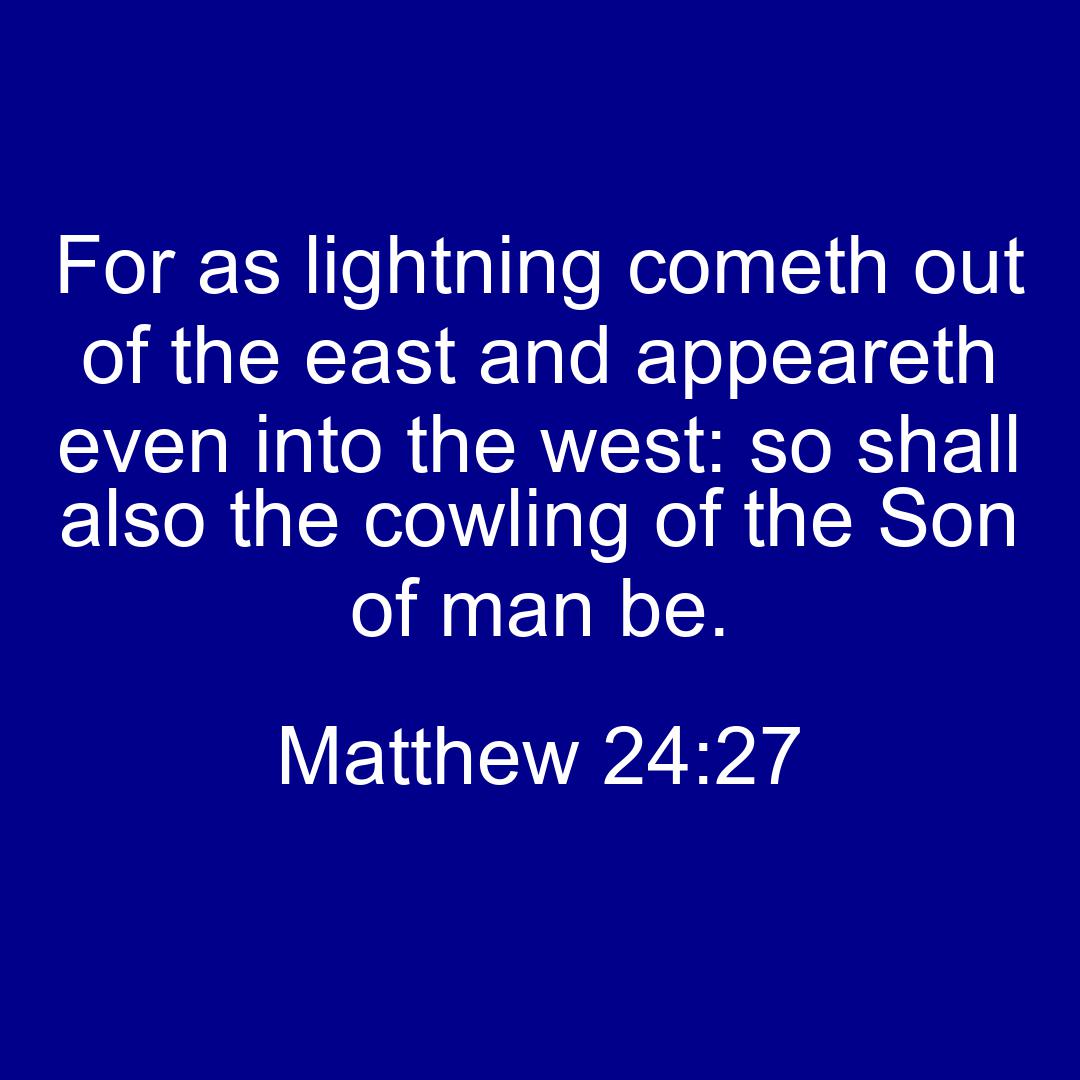 For as lightning cometh out
of the east and appeareth
even into the west: so shall
also the cowling of the Son
of man be.
Matthew 24:27